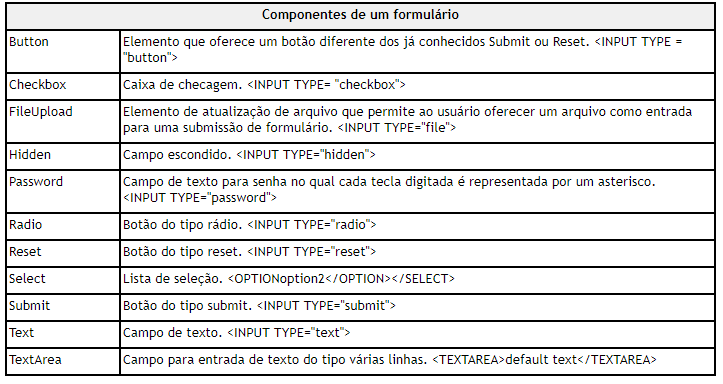 Componentes de um formulário
Button
Elemento que oferece um botão diferente dos já conhecidos Submit ou Reset. <INPUT TYPE =
"button">
Checkbox
Caixa de checagem. <INPUT TYPE= "checkbox">
FileUpload
Elemento de atualização de arquivo que permite ao usuário oferecer um arquivo como entrada
para uma submissão de formulário. <INPUT TYPE="file">
Hidden
Campo escondido. <INPUT TYPE="hidden">
Password
Campo de texto para senha no qual cada tecla digitada é representada por um asterisco.
<INPUT TYPE="password">
Radio
Botão do tipo rádio. <INPUT TYPE="radio">
Reset
Botão do tipo reset. <INPUT TYPE="reset">
Select
Lista de seleção. <OPTIONoption2</OPTION></SELECT>
Submit
Botão do tipo submit. <INPUT TYPE="submit">
Text
Campo de texto. <INPUT TYPE="text">
TextArea
Campo para entrada de texto do tipo várias linhas. <TEXTAREA>default text</TEXTAREA>